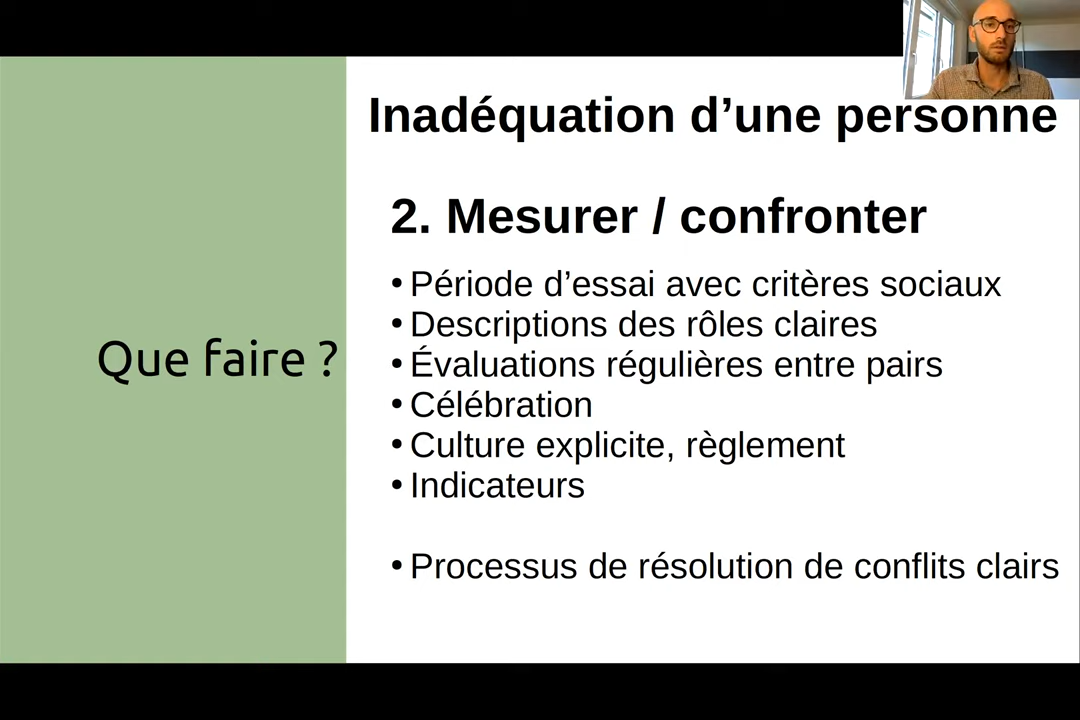 Inadéquation d’une personne
2. Mesurer / confronter
•Période d’essai avec critères sociaux
•Descriptions des rôles claires
•Évaluations régulières entre pairs
•Célébration
•Culture explicite, règlement
•Indicateurs
•Processus de résolution de conflits clairs
Que faire ?